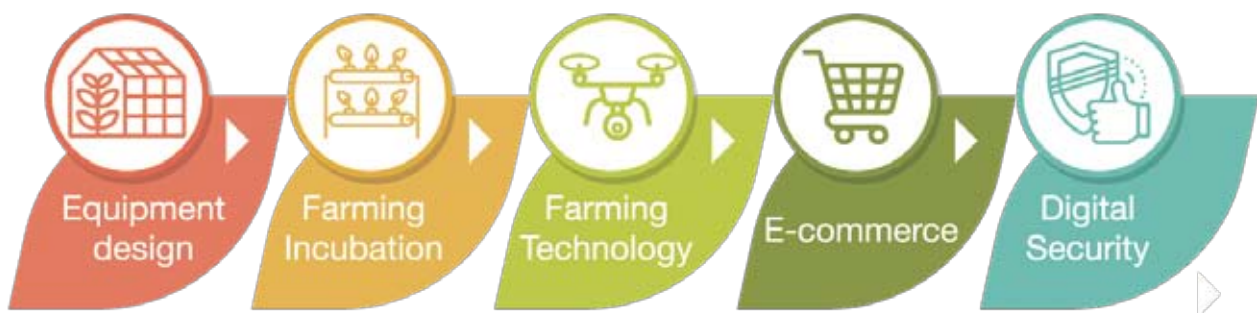 Equipment
design
Farming
Incubation
Farming
Technology
E-commerce
Digital
Security